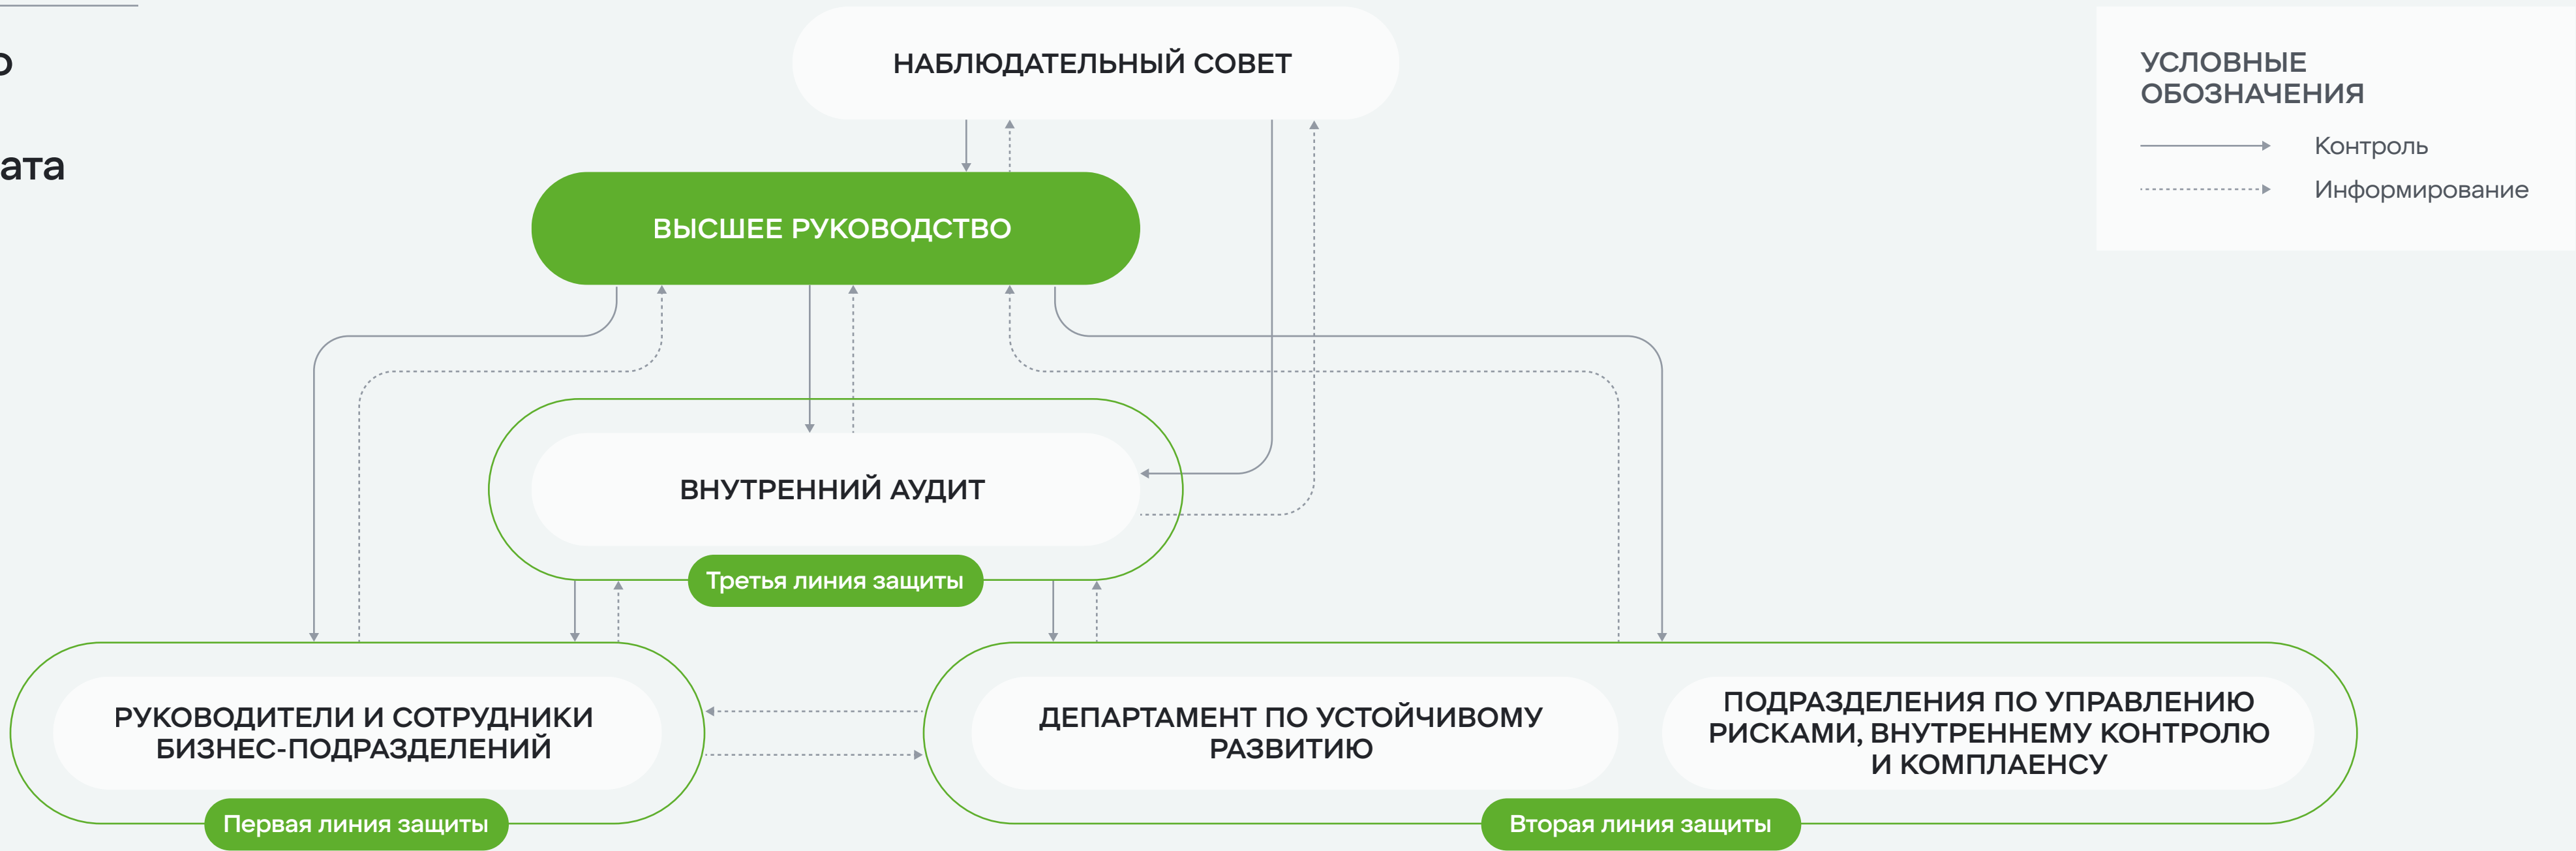 НАБЛЮДАТЕЛЬНЫЙ СОВЕТ
УСЛОВНЫЕ
ОБОЗНАЧЕНИЯ
Контроль
Информирование
ата
ВЫСШЕЕ РУКОВОДСТВО
ВНУТРЕННИЙ АУДИТ
Третья линия защиты
РУКОВОДИТЕЛИ И СОТРУДНИКИ
БИЗНЕС-ПОДРАЗДЕЛЕНИЙ
Первая линия защиты
ДЕПАРТАМЕНТ ПО УСТОЙЧИВОМУ
РАЗВИТИЮ
ПОДРАЗДЕЛЕНИЯ ПО УПРАВЛЕНИЮ
РИСКАМИ, ВНУТРЕННЕМУ КОНТРОЛЮ
И КОМПЛАЕНСУ
Вторая линия защиты